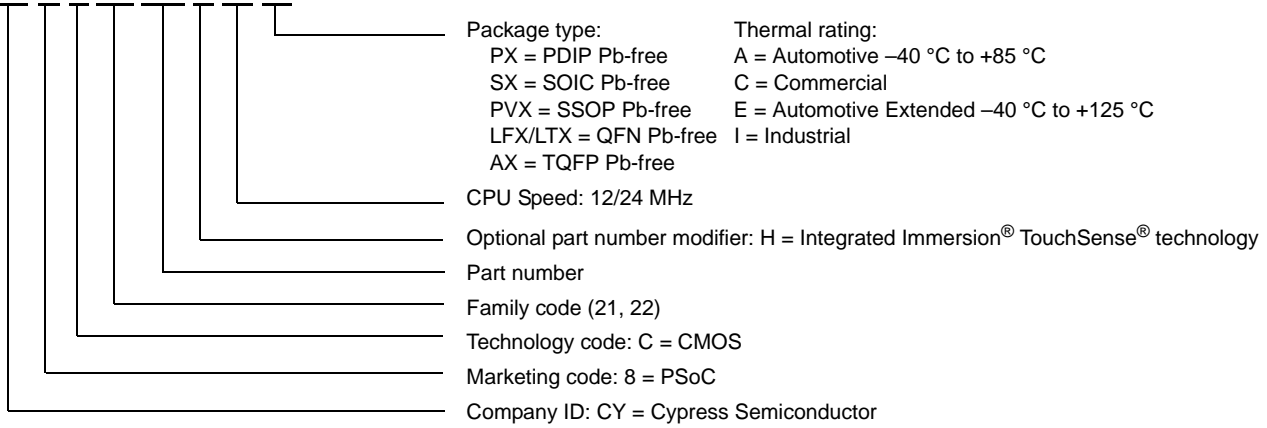 Package type: Thermal rating:
PX = PDIP Pb-free A = Automotive –40 °C to +85 °C
SX = SOIC Pb-free C = Commercial
PVX = SSOP Pb-free E = Automotive Extended –40 °C to +125 °C
LFX/LTX = QFN Pb-free I = Industrial
AX = TQFP Pb-free
CPU Speed: 12/24 MHz
Optional part number modifier: H = Integrated Immersion® TouchSense® technology
Part number
Family code (21, 22)
Technology code: C = CMOS
Marketing code: 8 = PSoC
Company ID: CY = Cypress Semiconductor